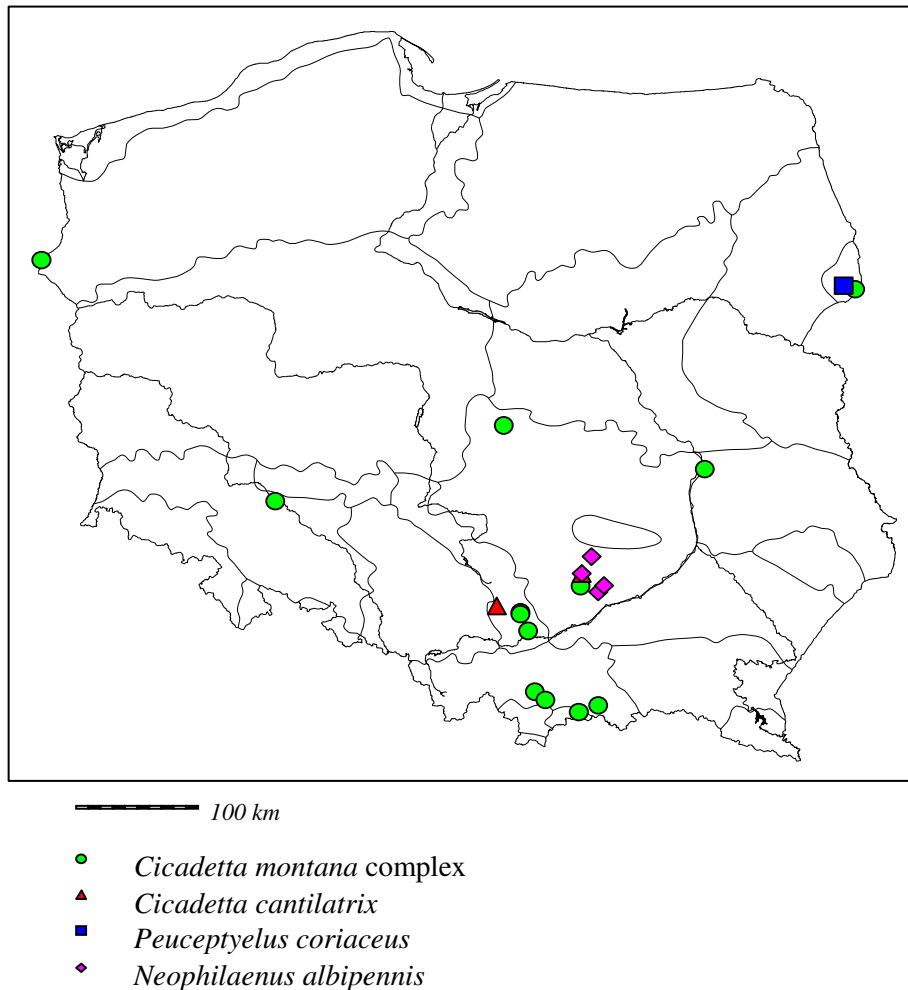 100 km
Cicadetta montana complex
Cicadetta cantilatrix
Peuceptyelus coriaceus
Neophilaenus albipennis